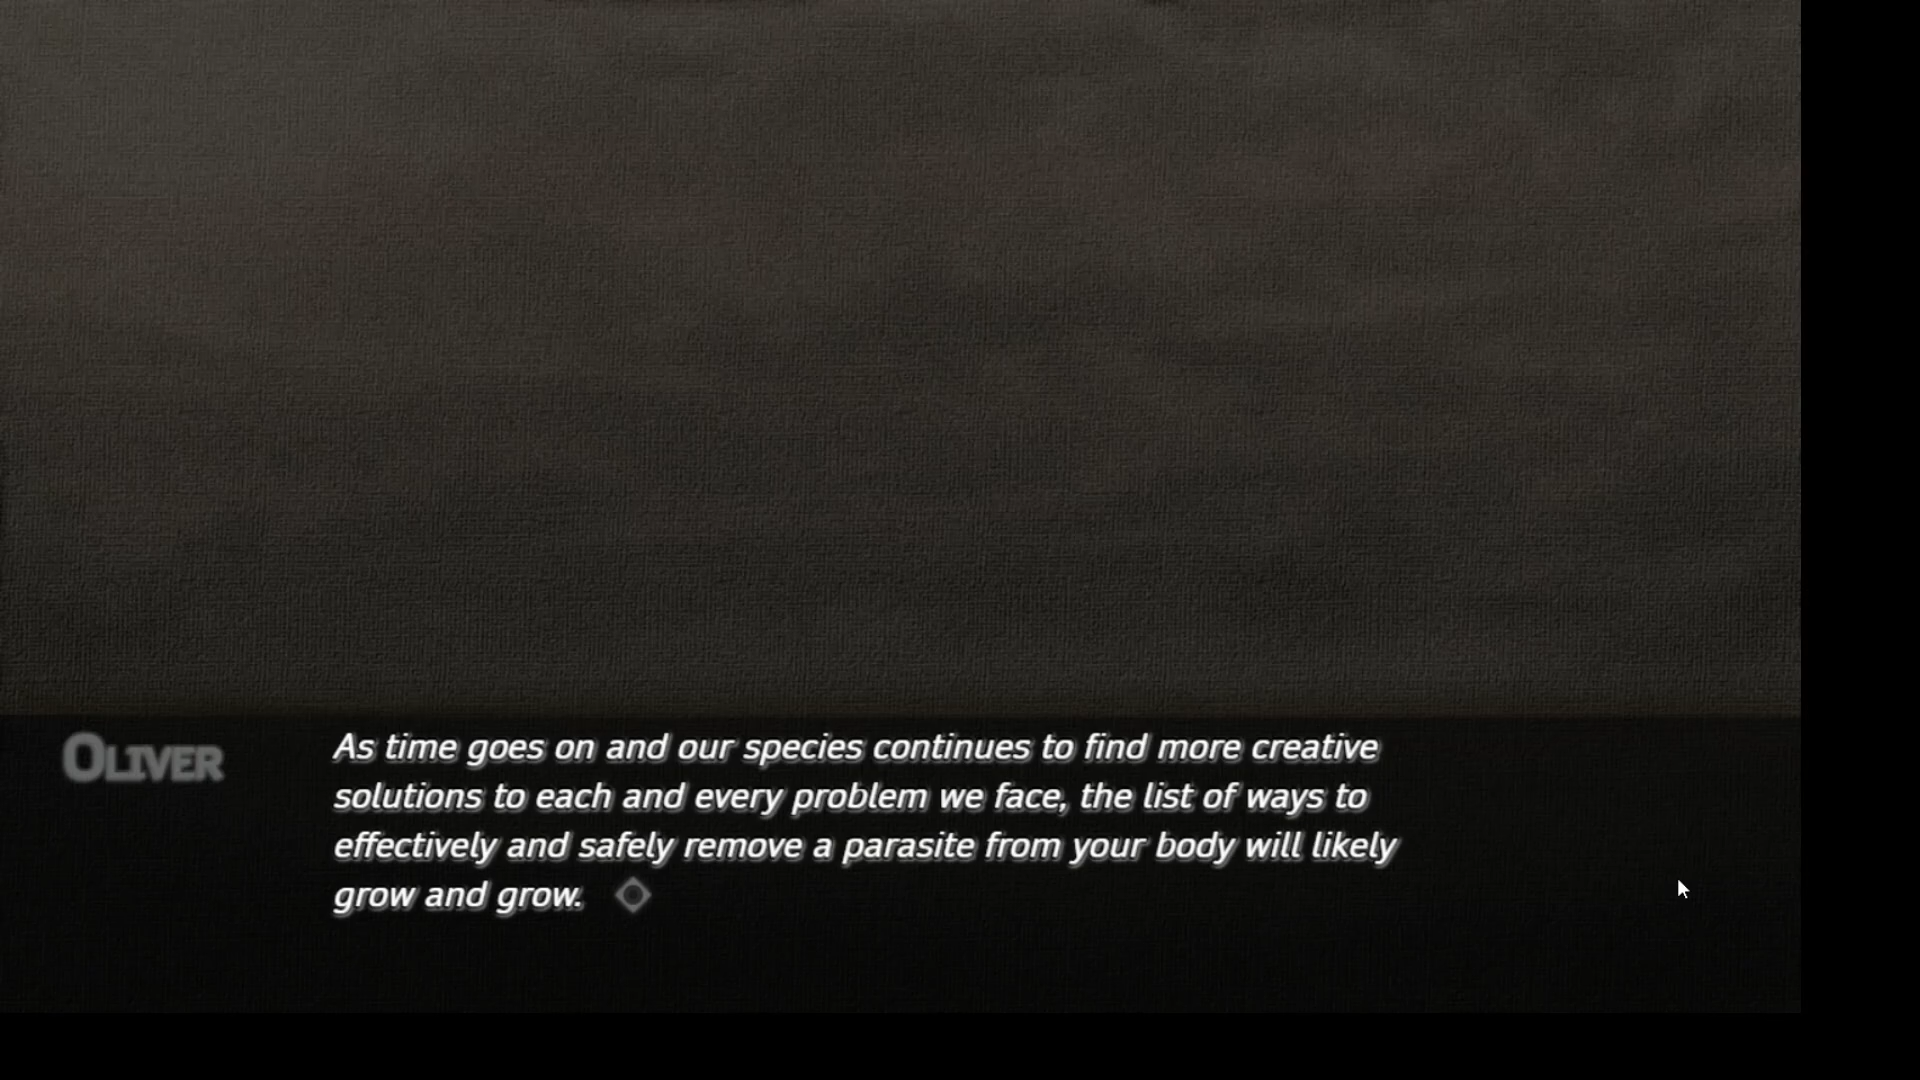 OLIVER
As time goes on and our species continues to find more creative
solutions to each and every problem we face, the list of ways to
effectively and safely remove a parasite from your body will likely
grow and grow.